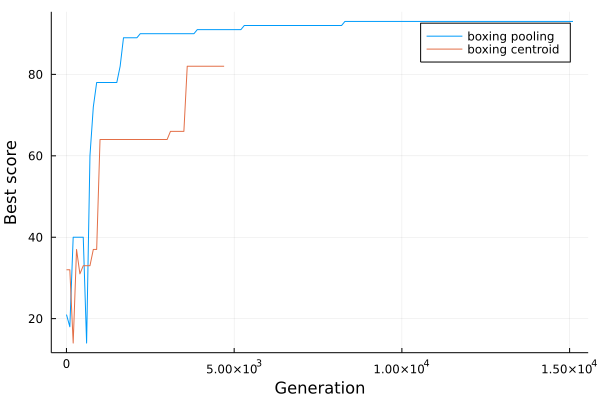 boxing pooling
boxing centroid
80
60
40
20
Best score
0
5.00×10³
1.00×10⁴
1.50×10⁴
Generation